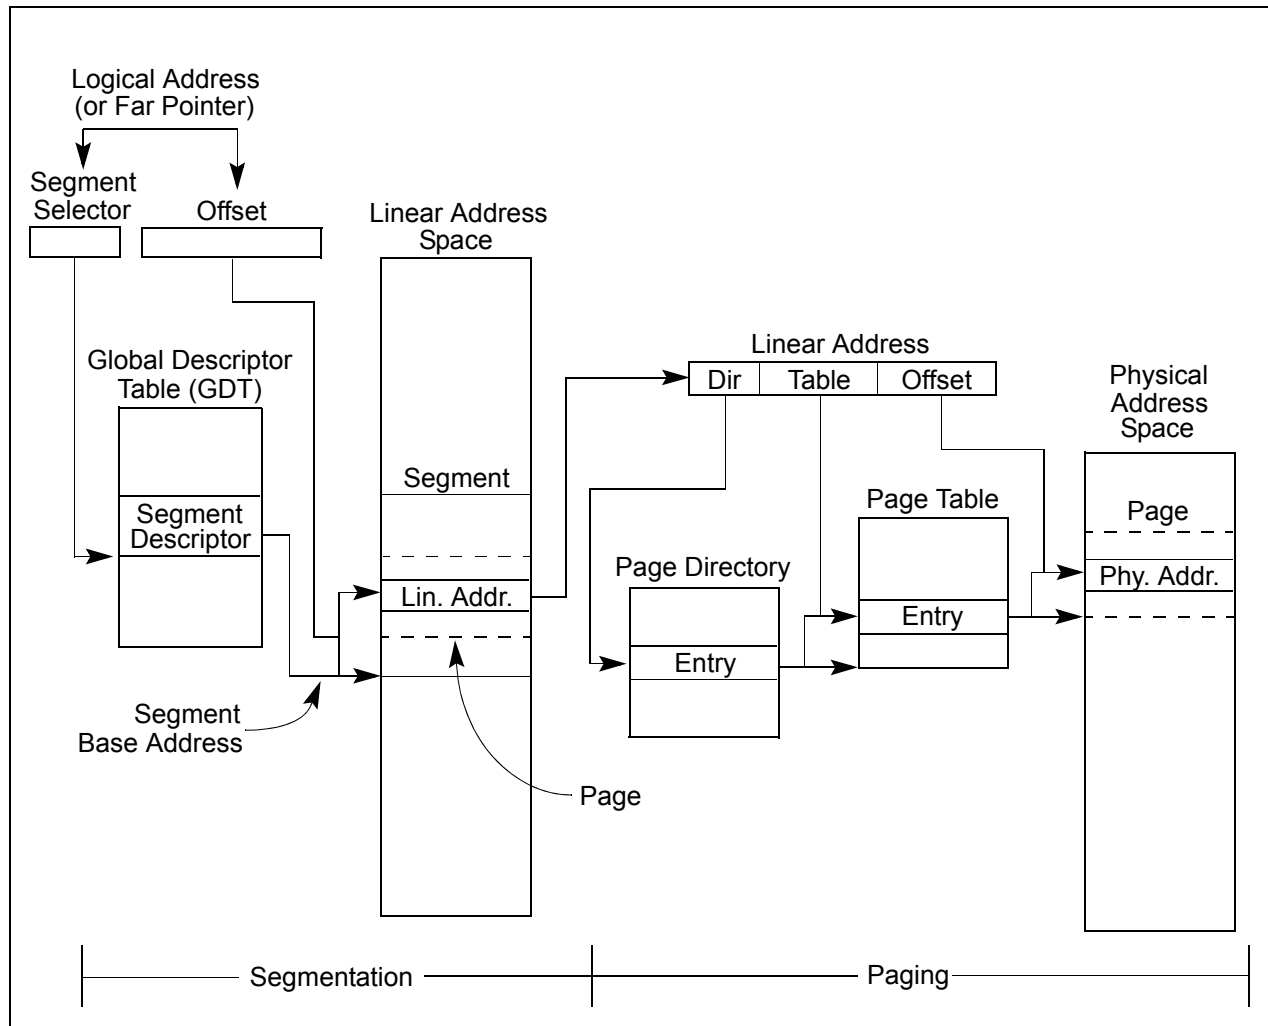 Logical Address
(or Far Pointer)
Segment
Selector
Offset
Linear Address
Space
Global Descriptor
Table (GDT)
Segment
Descriptor
Segment
Lin. Addr.
Segment
Base Address
Page
Linear Address
Dir
Table
Offset
Page Directory
Entry
Page Table
Entry
Physical
Address
Space
Page
Phy. Addr.
Segmentation
Paging